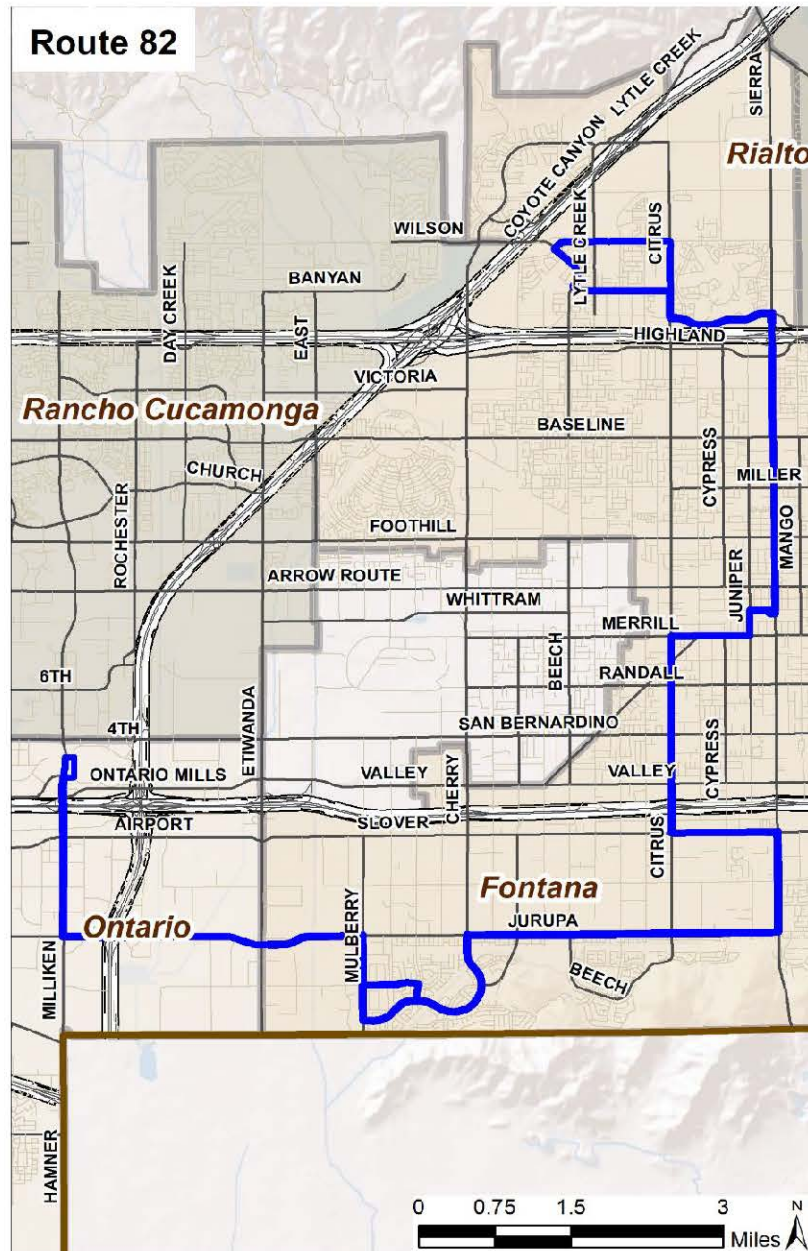 Route 82
LYTLE CREEK
COYOTE CANYON
SIERRA
Rialto
WILSON
LYTLE CREEK
CITRUS
BANYAN
DAY CREEK
EAST
HIGHLAND
VICTORIA
Rancho Cucamonga
BASELINE
CHURCH
CYPRESS
MILLER
ROCHESTER
FOOTHILL
MANGO
ARROW ROUTE
JUNIPER
WHITTRAM
MERRILL
BEECH
RANDALL
6TH
ETIWANDA
4TH
SAN BERNARDINO
ONTARIO MILLS
VALLEY
VALLEY
CYPRESS
CHERRY
AIRPORT
SLOVER
CITRUS
Fontana
Ontario
MULBERRY
JURUPA
MILLIKEN
BEECH
HAMNER
0 0.75 1.5 3
Miles
N